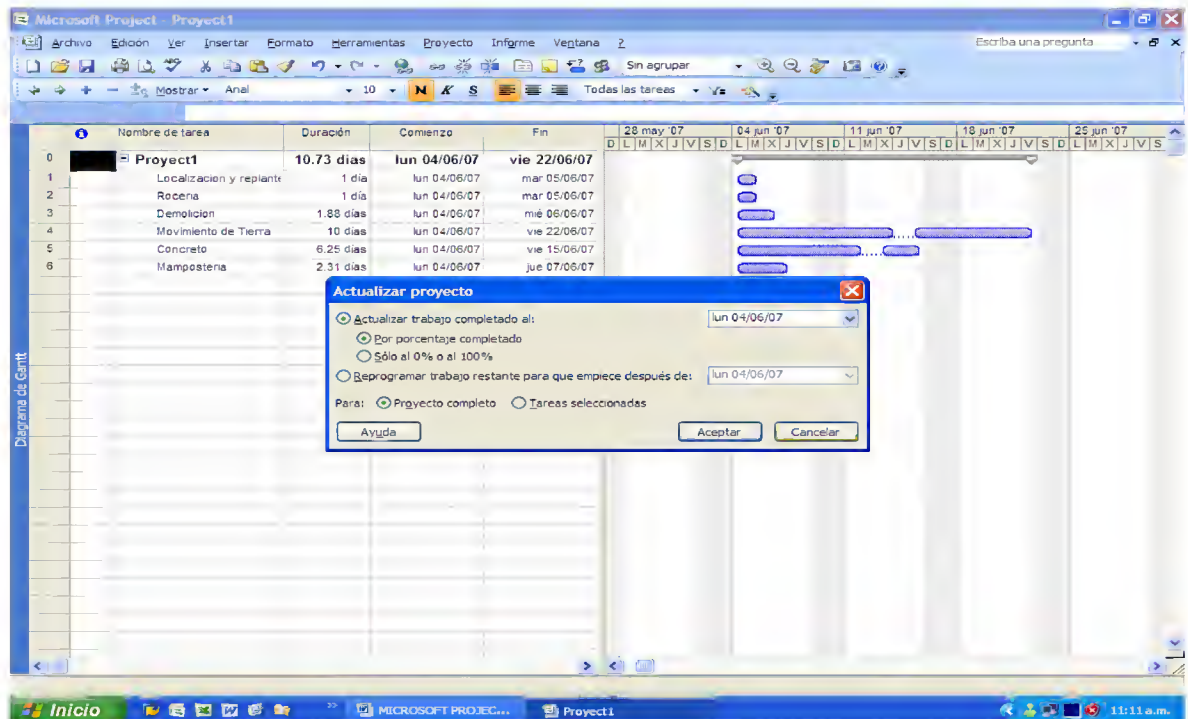 Microsoft Project - Proyect1
Archivo Edición Ver Insertar Formato Herramientas Proyecto Informe Ventana ? Escriba una pregunta
Sin agrupar
Mostrar Arial 10 N K S Todas las tareas
Nombre de tarea Duración Comienzo Fin 28 may '07 04 jun '07 11 jun '07 18 jun '07 25 jun '07
D L M X J V S D L M X J V S D L M X J V S D L M X J V S D L M X J V S
0 Proyect1 10.73 días lun 04/06/07 vie 22/06/07
1 Localizacion y replante 1 día lun 04/06/07 mar 05/06/07
2 Roceria 1 día lun 04/06/07 mar 05/06/07
3 Demolicion 1.88 días lun 04/06/07 mié 06/06/07
4 Movimiento de Tierra 10 días lun 04/06/07 vie 22/06/07
5 Concreto 6.25 días lun 04/06/07 vie 15/06/07
6 Mamposteria 2.31 días lun 04/06/07 jue 07/06/07
Diagrama de Gantt
Actualizar proyecto
Actualizar trabajo completado al: lun 04/06/07
Por porcentaje completado
Sólo al 0% o al 100%
Reprogramar trabajo restante para que empiece después de: lun 04/06/07
Para: Proyecto completo Tareas seleccionadas
Ayuda Aceptar Cancelar
Inicio MICROSOFT PROJEC... Proyect1 11:11 a.m.